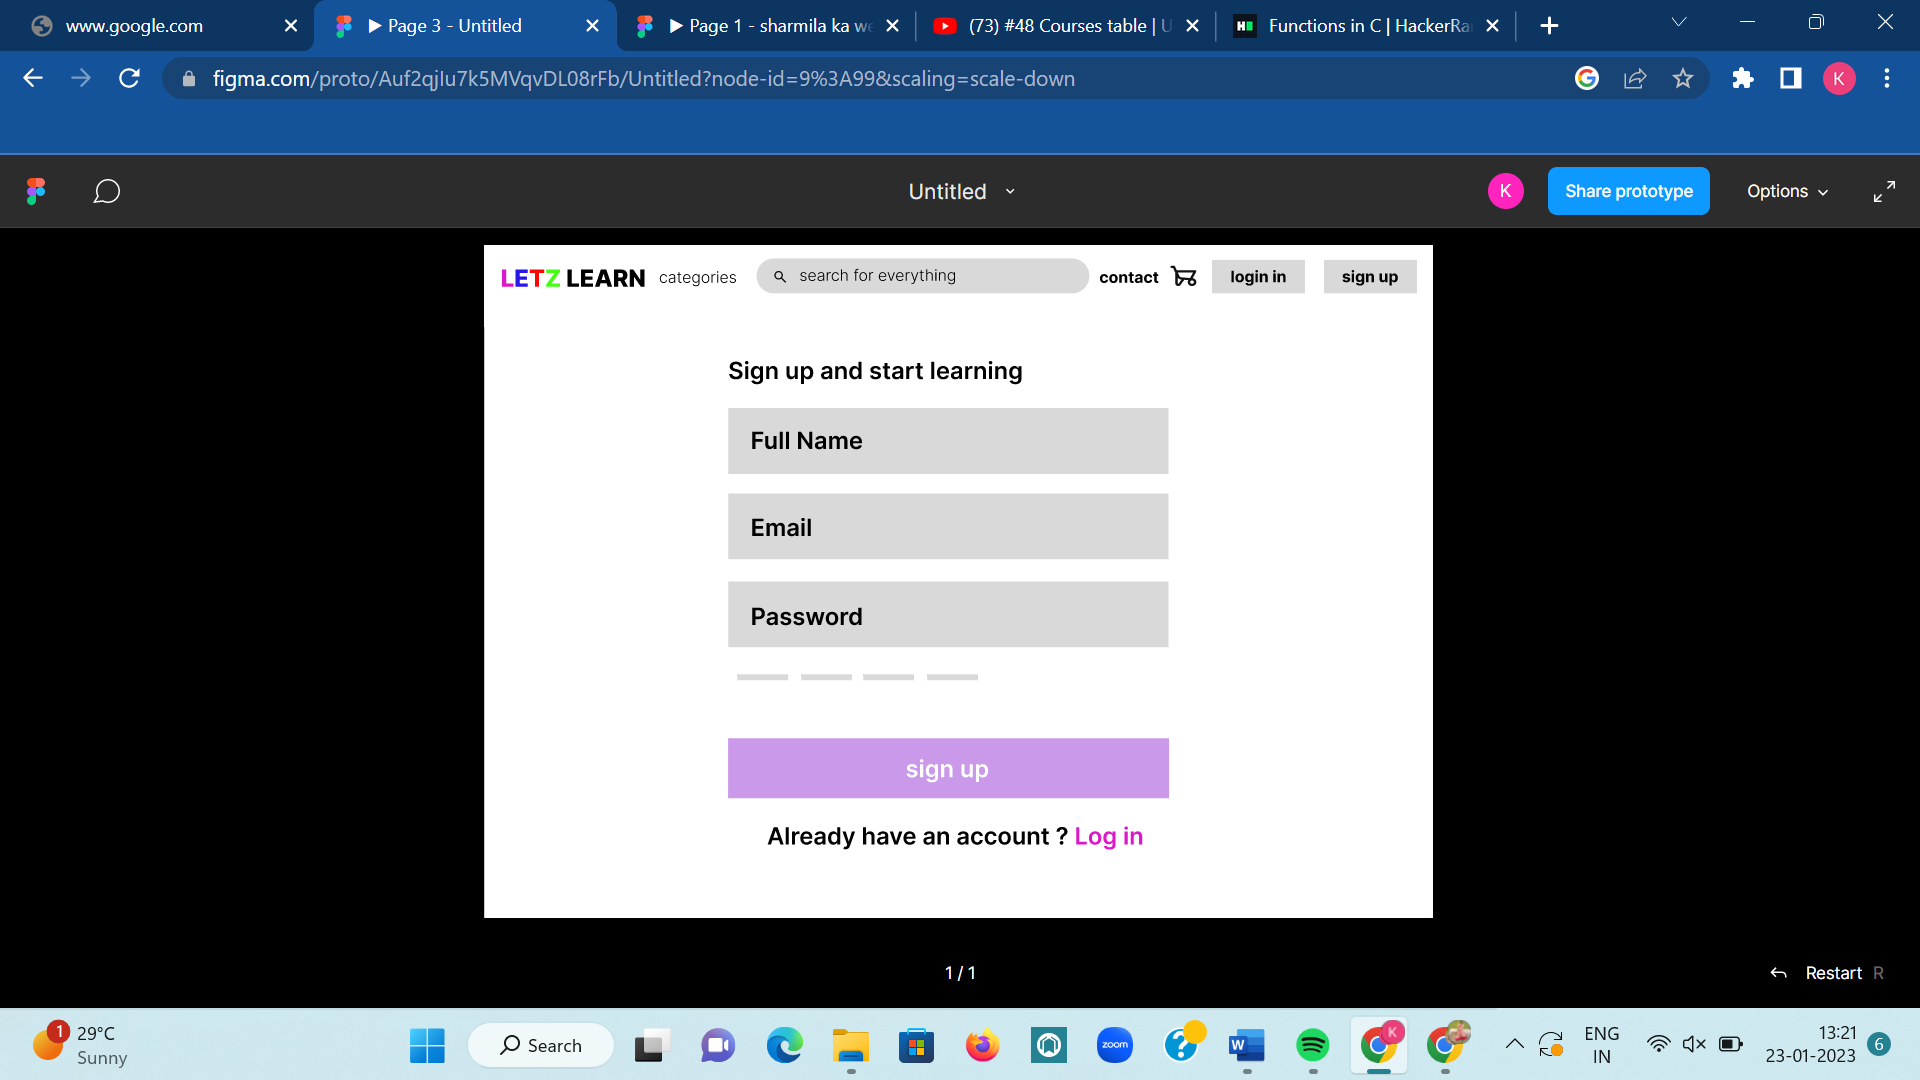 www.google.com
▶ Page 3 - Untitled
▶ Page 1 - sharmila ka we
(73) #48 Courses table | U
Functions in C | HackerRa
figma.com/proto/Auf2qjIu7k5MVqvDL08rFb/Untitled?node-id=9%3A99&scaling=scale-down
K
Untitled
K
Share prototype
Options
LETZ LEARN
categories
search for everything
contact
login in
sign up
Sign up and start learning
Full Name
Email
Password
sign up
Already have an account ? Log in
1 / 1
Restart R
1
29°C
Sunny
Search
zoom
W
K
ENG
IN
13:21
23-01-2023
6